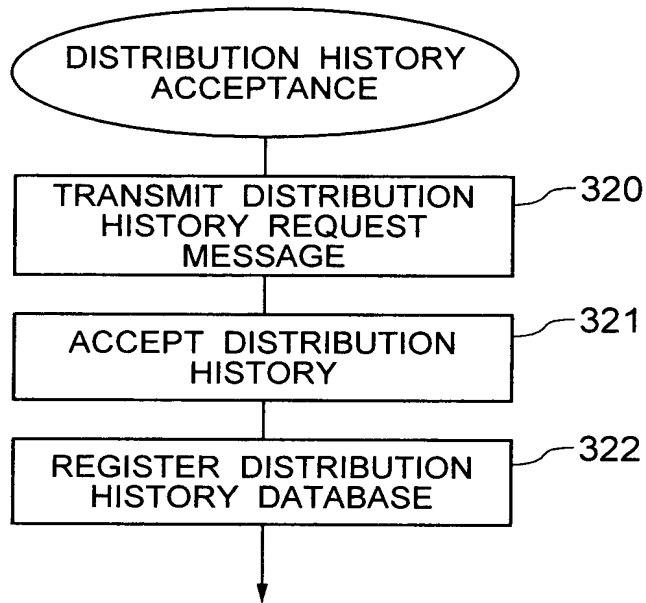 DISTRIBUTION HISTORY
ACCEPTANCE
TRANSMIT DISTRIBUTION
HISTORY REQUEST
MESSAGE
320
ACCEPT DISTRIBUTION
HISTORY
321
REGISTER DISTRIBUTION
HISTORY DATABASE
322